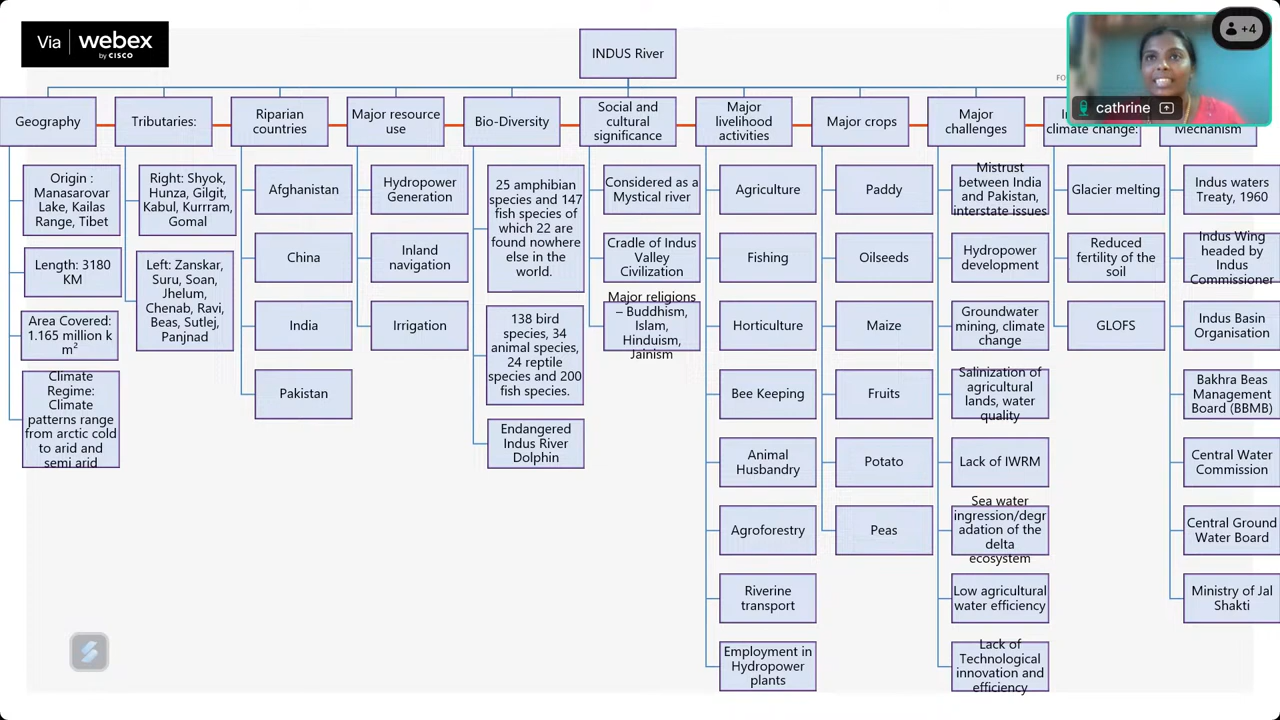 Via webex
by CISCO
+4
cathrine
FO
INDUS River
Geography
Origin :
Manasarovar
Lake, Kailas
Range, Tibet
Length: 3180
KM
Area Covered:
1.165 million k
m²
Climate
Regime:
Climate
patterns range
from arctic cold
to arid and
semi arid
Tributaries:
Right: Shyok,
Hunza, Gilgit,
Kabul, Kurrram,
Gomal
Left: Zanskar,
Suru, Soan,
Jhelum,
Chenab, Ravi,
Beas, Sutlej,
Panjnad
Riparian
countries
Afghanistan
China
India
Pakistan
Major resource
use
Hydropower
Generation
Inland
navigation
Irrigation
Bio-Diversity
25 amphibian
species and 147
fish species of
which 22 are
found nowhere
else in the
world.
138 bird
species, 34
animal species,
24 reptile
species and 200
fish species.
Endangered
Indus River
Dolphin
Social and
cultural
significance
Considered as a
Mystical river
Cradle of Indus
Valley
Civilization
Major religions
– Buddhism,
Islam,
Hinduism,
Jainism
Major
livelihood
activities
Agriculture
Fishing
Horticulture
Bee Keeping
Animal
Husbandry
Agroforestry
Riverine
transport
Employment in
Hydropower
plants
Major crops
Paddy
Oilseeds
Maize
Fruits
Potato
Peas
Major
challenges
Mistrust
between India
and Pakistan,
interstate issues
Hydropower
development
Groundwater
mining, climate
change
Salinization of
agricultural
lands, water
quality
Lack of IWRM
Sea water
ingression/degr
adation of the
delta
ecosystem
Low agricultural
water efficiency
Lack of
Technological
innovation and
efficiency
climate change:
Glacier melting
Reduced
fertility of the
soil
GLOFS
Mechanism
Indus waters
Treaty, 1960
Indus Wing
headed by
Indus
Commissioner
Indus Basin
Organisation
Bakhra Beas
Management
Board (BBMB)
Central Water
Commission
Central Ground
Water Board
Ministry of Jal
Shakti